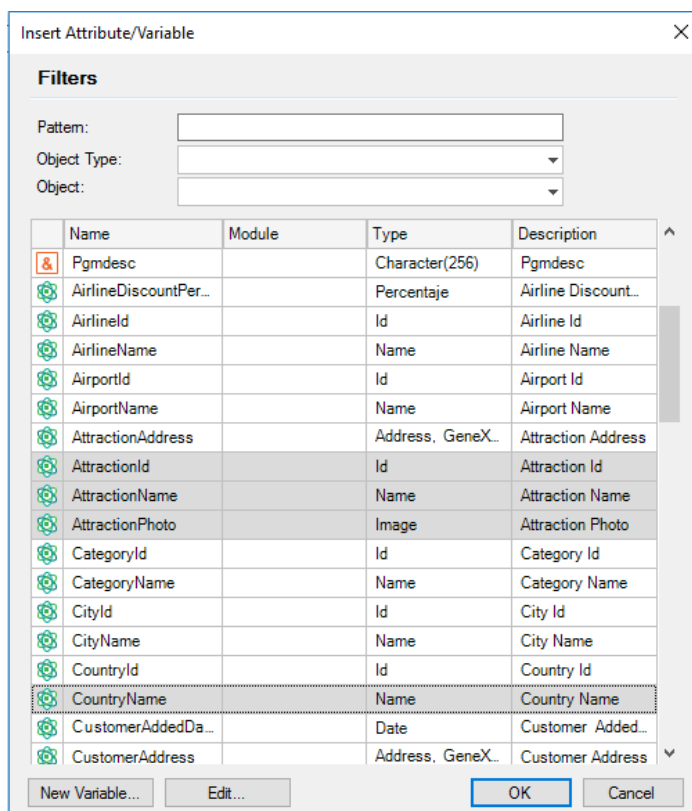 Insert Attribute/Variable
Filters
Pattern:
Object Type:
Object:
Name Module Type Description
& Pgmdesc Character(256) Pgmdesc
AirlineDiscountPer... Percentaje Airline Discount...
AirlineId Id Airline Id
AirlineName Name Airline Name
AirportId Id Airport Id
AirportName Name Airport Name
AttractionAddress Address, GeneX... Attraction Address
AttractionId Id Attraction Id
AttractionName Name Attraction Name
AttractionPhoto Image Attraction Photo
CategoryId Id Category Id
CategoryName Name Category Name
CityId Id City Id
CityName Name City Name
CountryId Id Country Id
CountryName Name Country Name
CustomerAddedDa... Date Customer Added...
CustomerAddress Address, GeneX... Customer Address
New Variable... Edit... OK Cancel